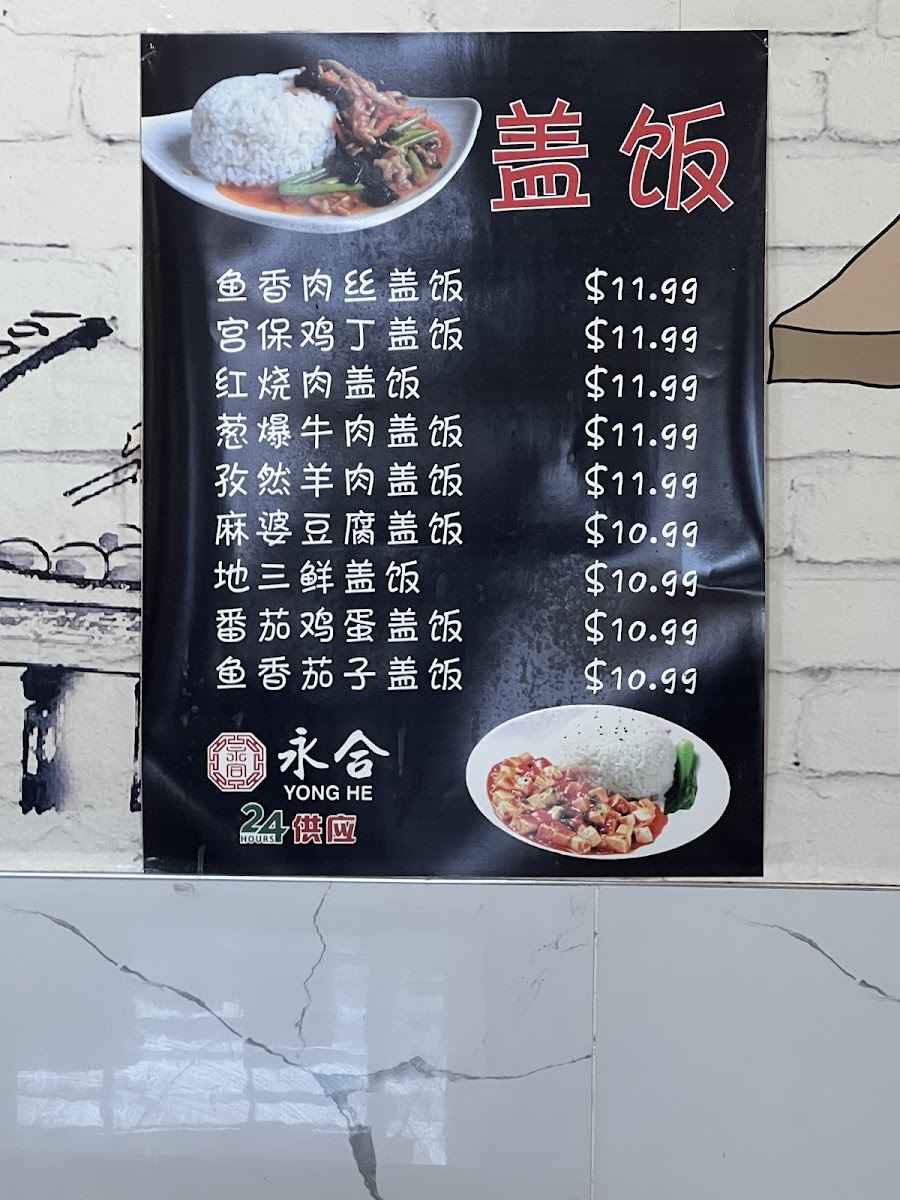 盖饭
鱼香肉丝盖饭 $11.99
宫保鸡丁盖饭 $11.99
红烧肉盖饭 $11.99
葱爆牛肉盖饭 $11.99
孜然羊肉盖饭 $11.99
麻婆豆腐盖饭 $10.99
地三鲜盖饭 $10.99
番茄鸡蛋盖饭 $10.99
鱼香茄子盖饭 $10.99
永合
永合
YONG HE
24 HOURS 供应